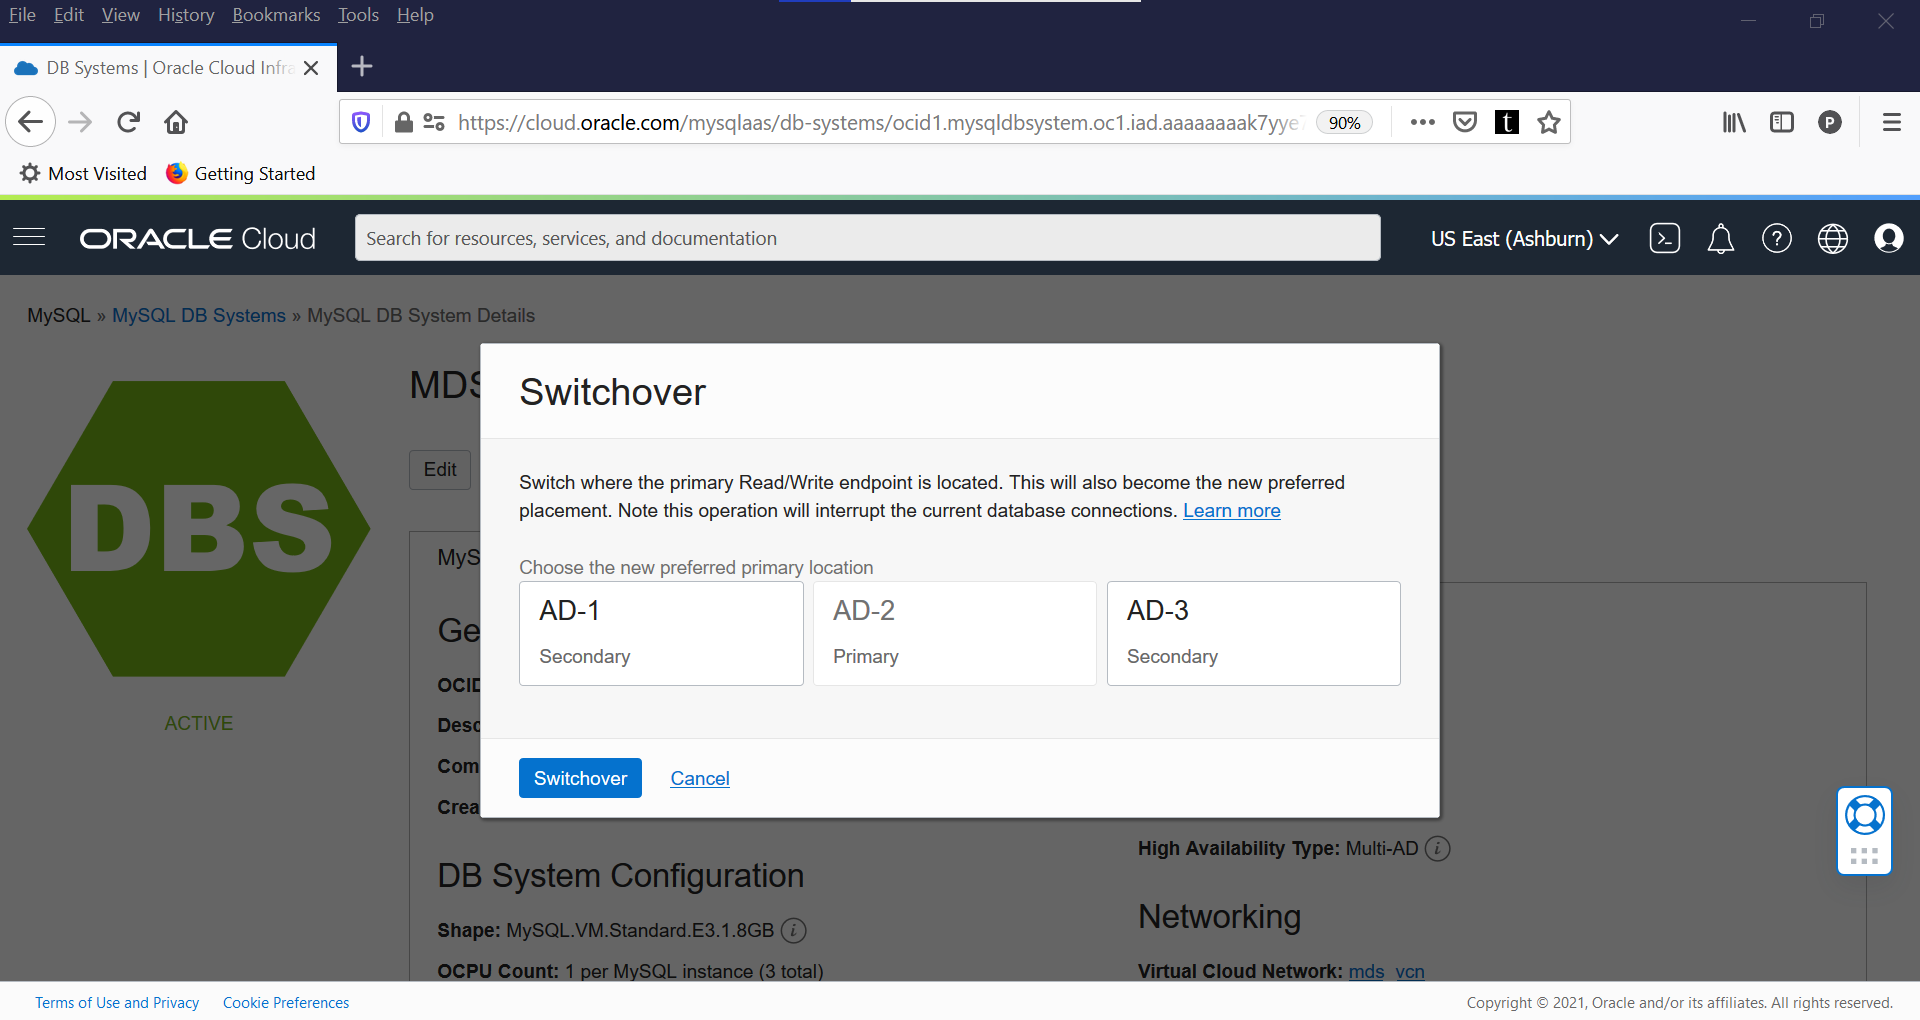 File Edit View History Bookmarks Tools Help
DB Systems | Oracle Cloud Infra
https://cloud.oracle.com/mysqlaas/db-systems/ocid1.mysqldbsystem.oc1.iad.aaaaaaaak7yye
90%
t
P
Most Visited Getting Started
ORACLE Cloud
Search for resources, services, and documentation
US East (Ashburn)
MySQL » MySQL DB Systems » MySQL DB System Details
DBS
ACTIVE
MDS
Edit
MyS
Ge
OCID
Desc
Com
Crea
Switchover
Switch where the primary Read/Write endpoint is located. This will also become the new preferred
placement. Note this operation will interrupt the current database connections. Learn more
Choose the new preferred primary location
AD-1
Secondary
AD-2
Primary
AD-3
Secondary
Switchover Cancel
DB System Configuration
Shape: MySQL.VM.Standard.E3.1.8GB
OCPU Count: 1 per MySQL instance (3 total)
High Availability Type: Multi-AD
Networking
Virtual Cloud Network: mds_vcn
Terms of Use and Privacy Cookie Preferences
Copyright © 2021, Oracle and/or its affiliates. All rights reserved.